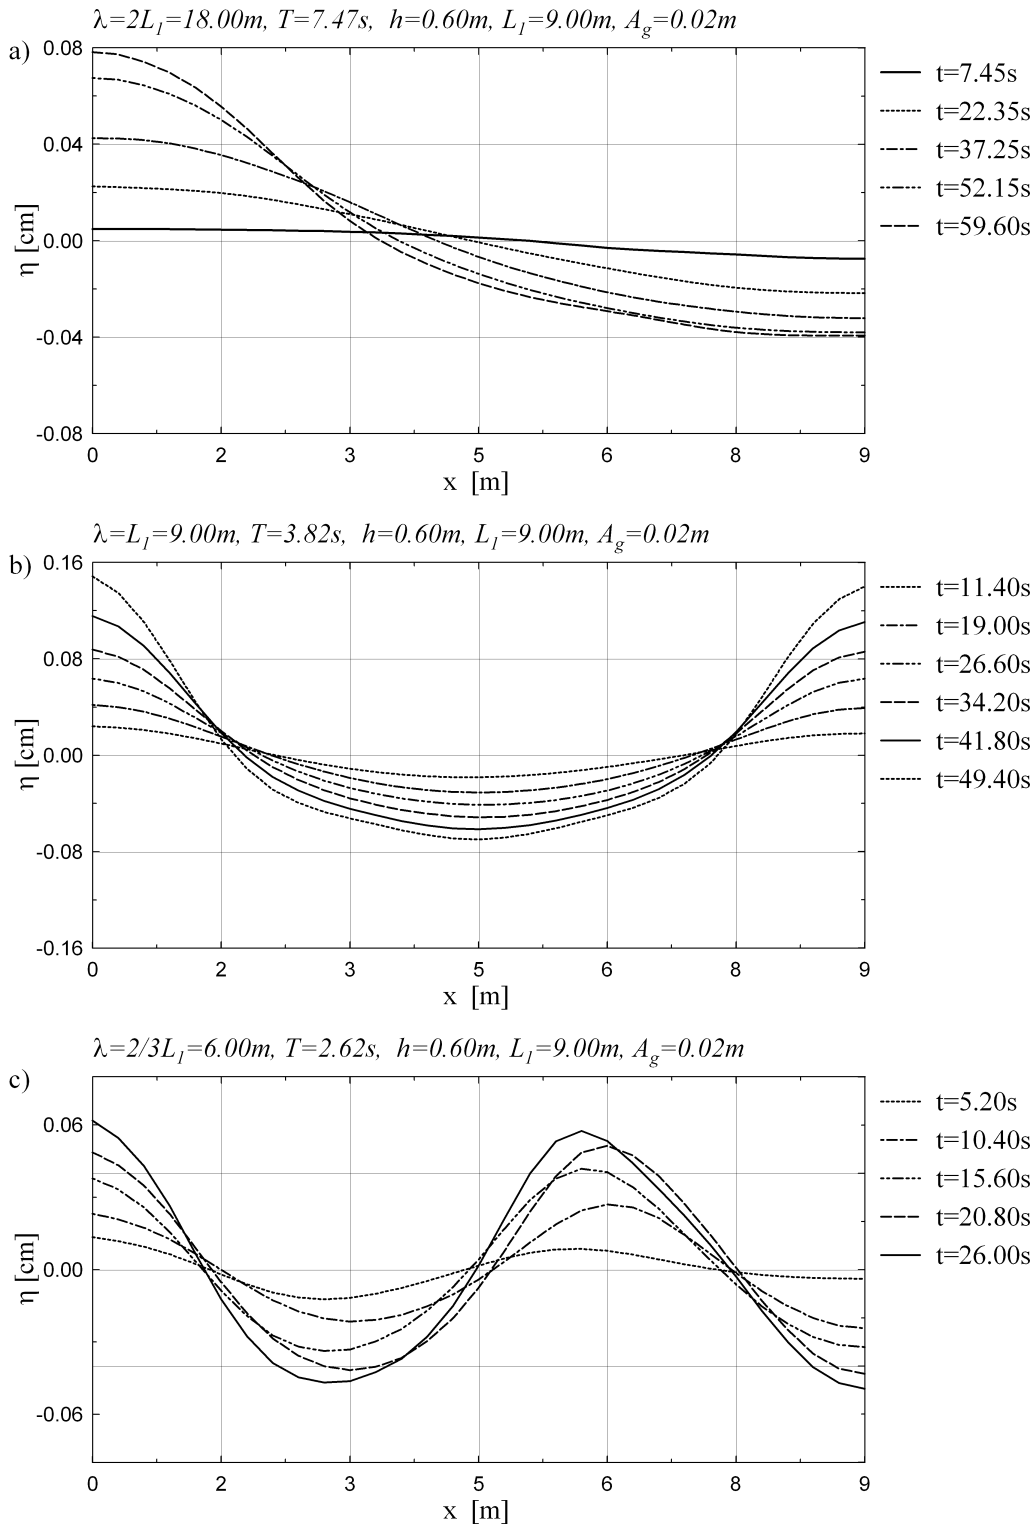 λ=2L₁=18.00m, T=7.47s, h=0.60m, L₁=9.00m, A_g=0.02m
a)
0.08
0.04
0.00
-0.04
-0.08
η [cm]
0 2 3 5 6 8 9
x [m]
t=7.45s
t=22.35s
t=37.25s
t=52.15s
t=59.60s
λ=L₁=9.00m, T=3.82s, h=0.60m, L₁=9.00m, A_g=0.02m
b)
0.16
0.08
0.00
-0.08
-0.16
η [cm]
0 2 3 5 6 8 9
x [m]
t=11.40s
t=19.00s
t=26.60s
t=34.20s
t=41.80s
t=49.40s
λ=2/3L₁=6.00m, T=2.62s, h=0.60m, L₁=9.00m, A_g=0.02m
c)
0.06
0.00
-0.06
η [cm]
0 2 3 5 6 8 9
x [m]
t=5.20s
t=10.40s
t=15.60s
t=20.80s
t=26.00s